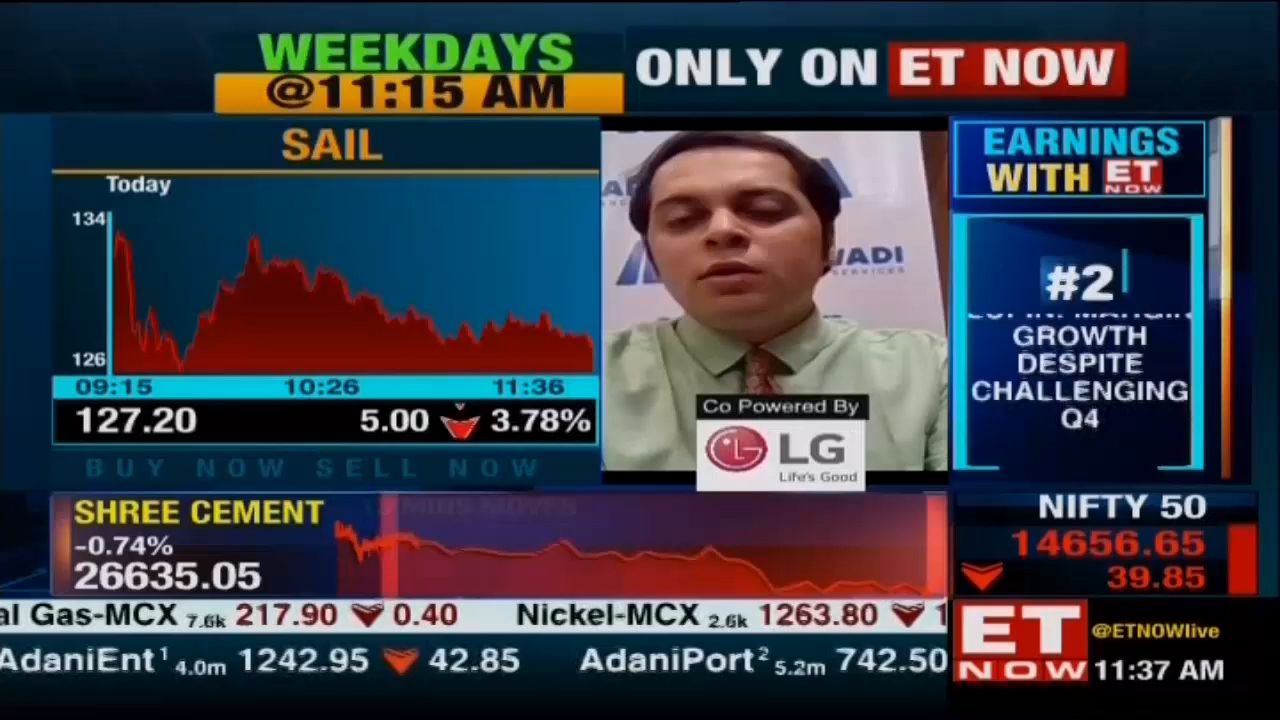 WEEKDAYS
@11:15 AM
ONLY ON ET NOW
SAIL
Today
134
126
09:15 10:26 11:36
127.20 5.00 3.78%
BUY NOW SELL NOW
WADI
SERVICES
Co Powered By
LG
Life's Good
EARNINGS
WITH ET NOW
#2
GROWTH
DESPITE
CHALLENGING
Q4
SHREE CEMENT
-0.74%
26635.05
NIFTY 50
14656.65
39.85
al Gas-MCX 7.6k 217.90 0.40 Nickel-MCX 2.6k 1263.80 1
AdaniEnt¹ 4.0m 1242.95 42.85 AdaniPort² 5.2m 742.50
ET NOW
@ETNOWlive
11:37 AM